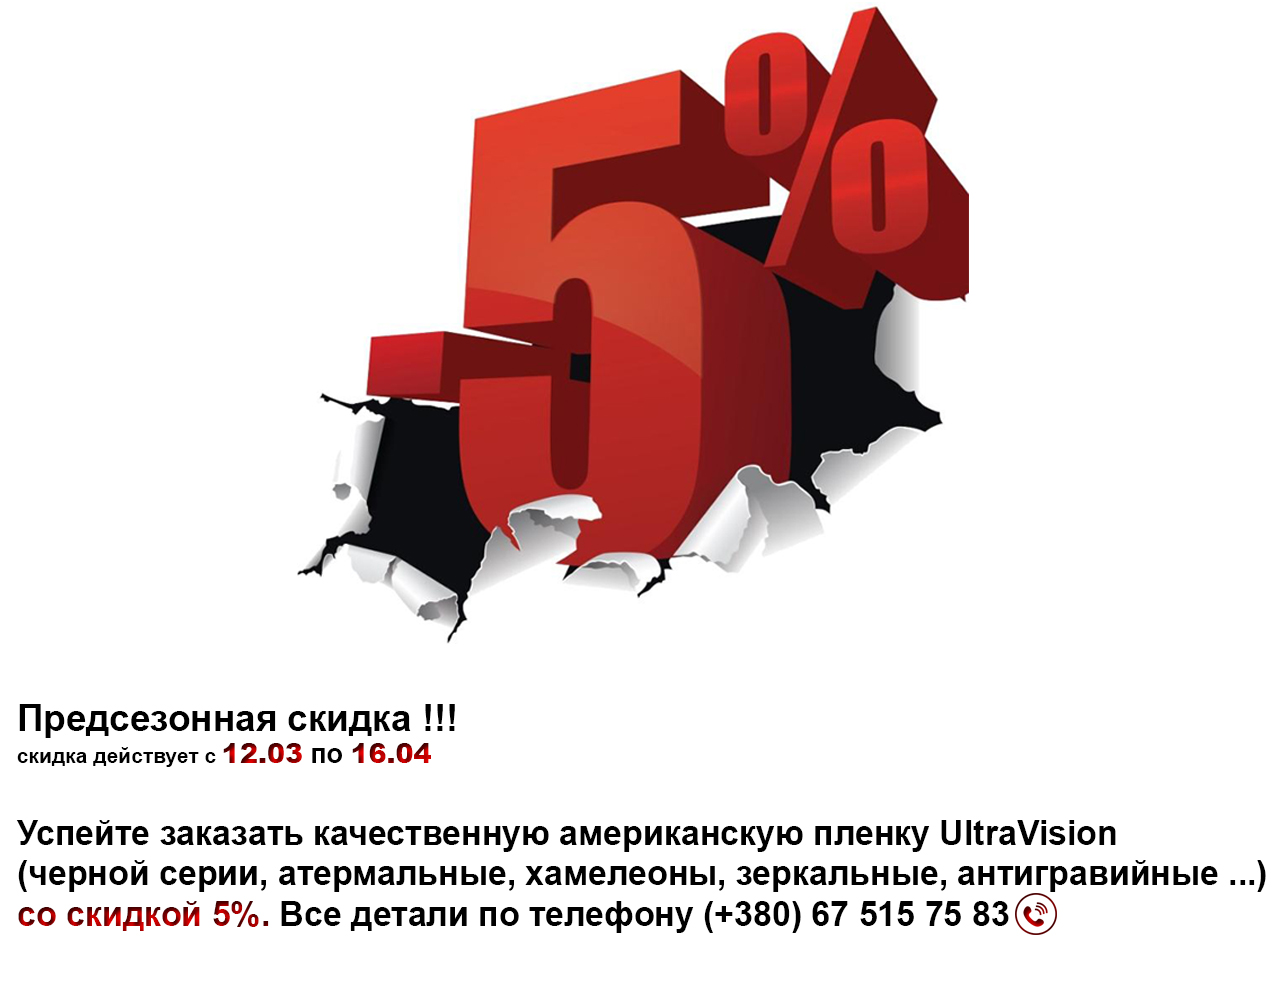 -5%
Предсезонная скидка !!!
скидка действует с 12.03 по 16.04
Успейте заказать качественную американскую пленку UltraVision
(черной серии, атермальные, хамелеоны, зеркальные, антигравийные ...)
со скидкой 5%. Все детали по телефону (+380) 67 515 75 83